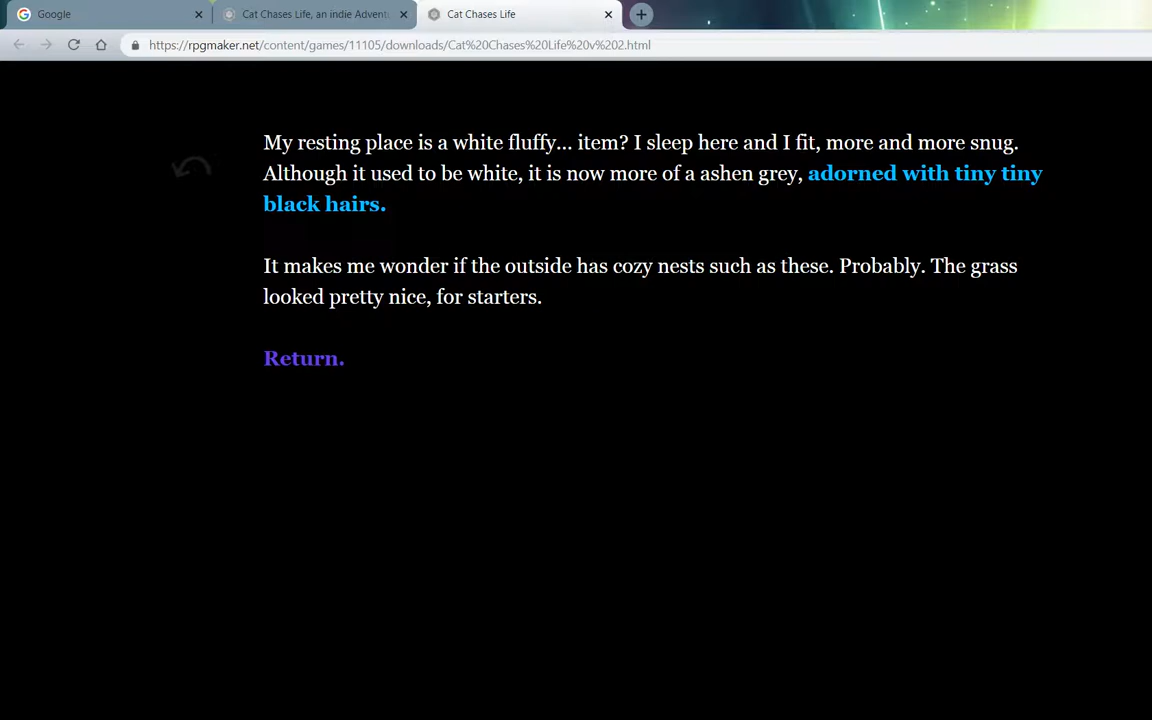 Google
Cat Chases Life, an indie Advent
Cat Chases Life
https://rpgmaker.net/content/games/11105/downloads/Cat%20Chases%20Life%20v%202.html
My resting place is a white fluffy... item? I sleep here and I fit, more and more snug.
Although it used to be white, it is now more of a ashen grey, adorned with tiny tiny
black hairs.
It makes me wonder if the outside has cozy nests such as these. Probably. The grass
looked pretty nice, for starters.
Return.